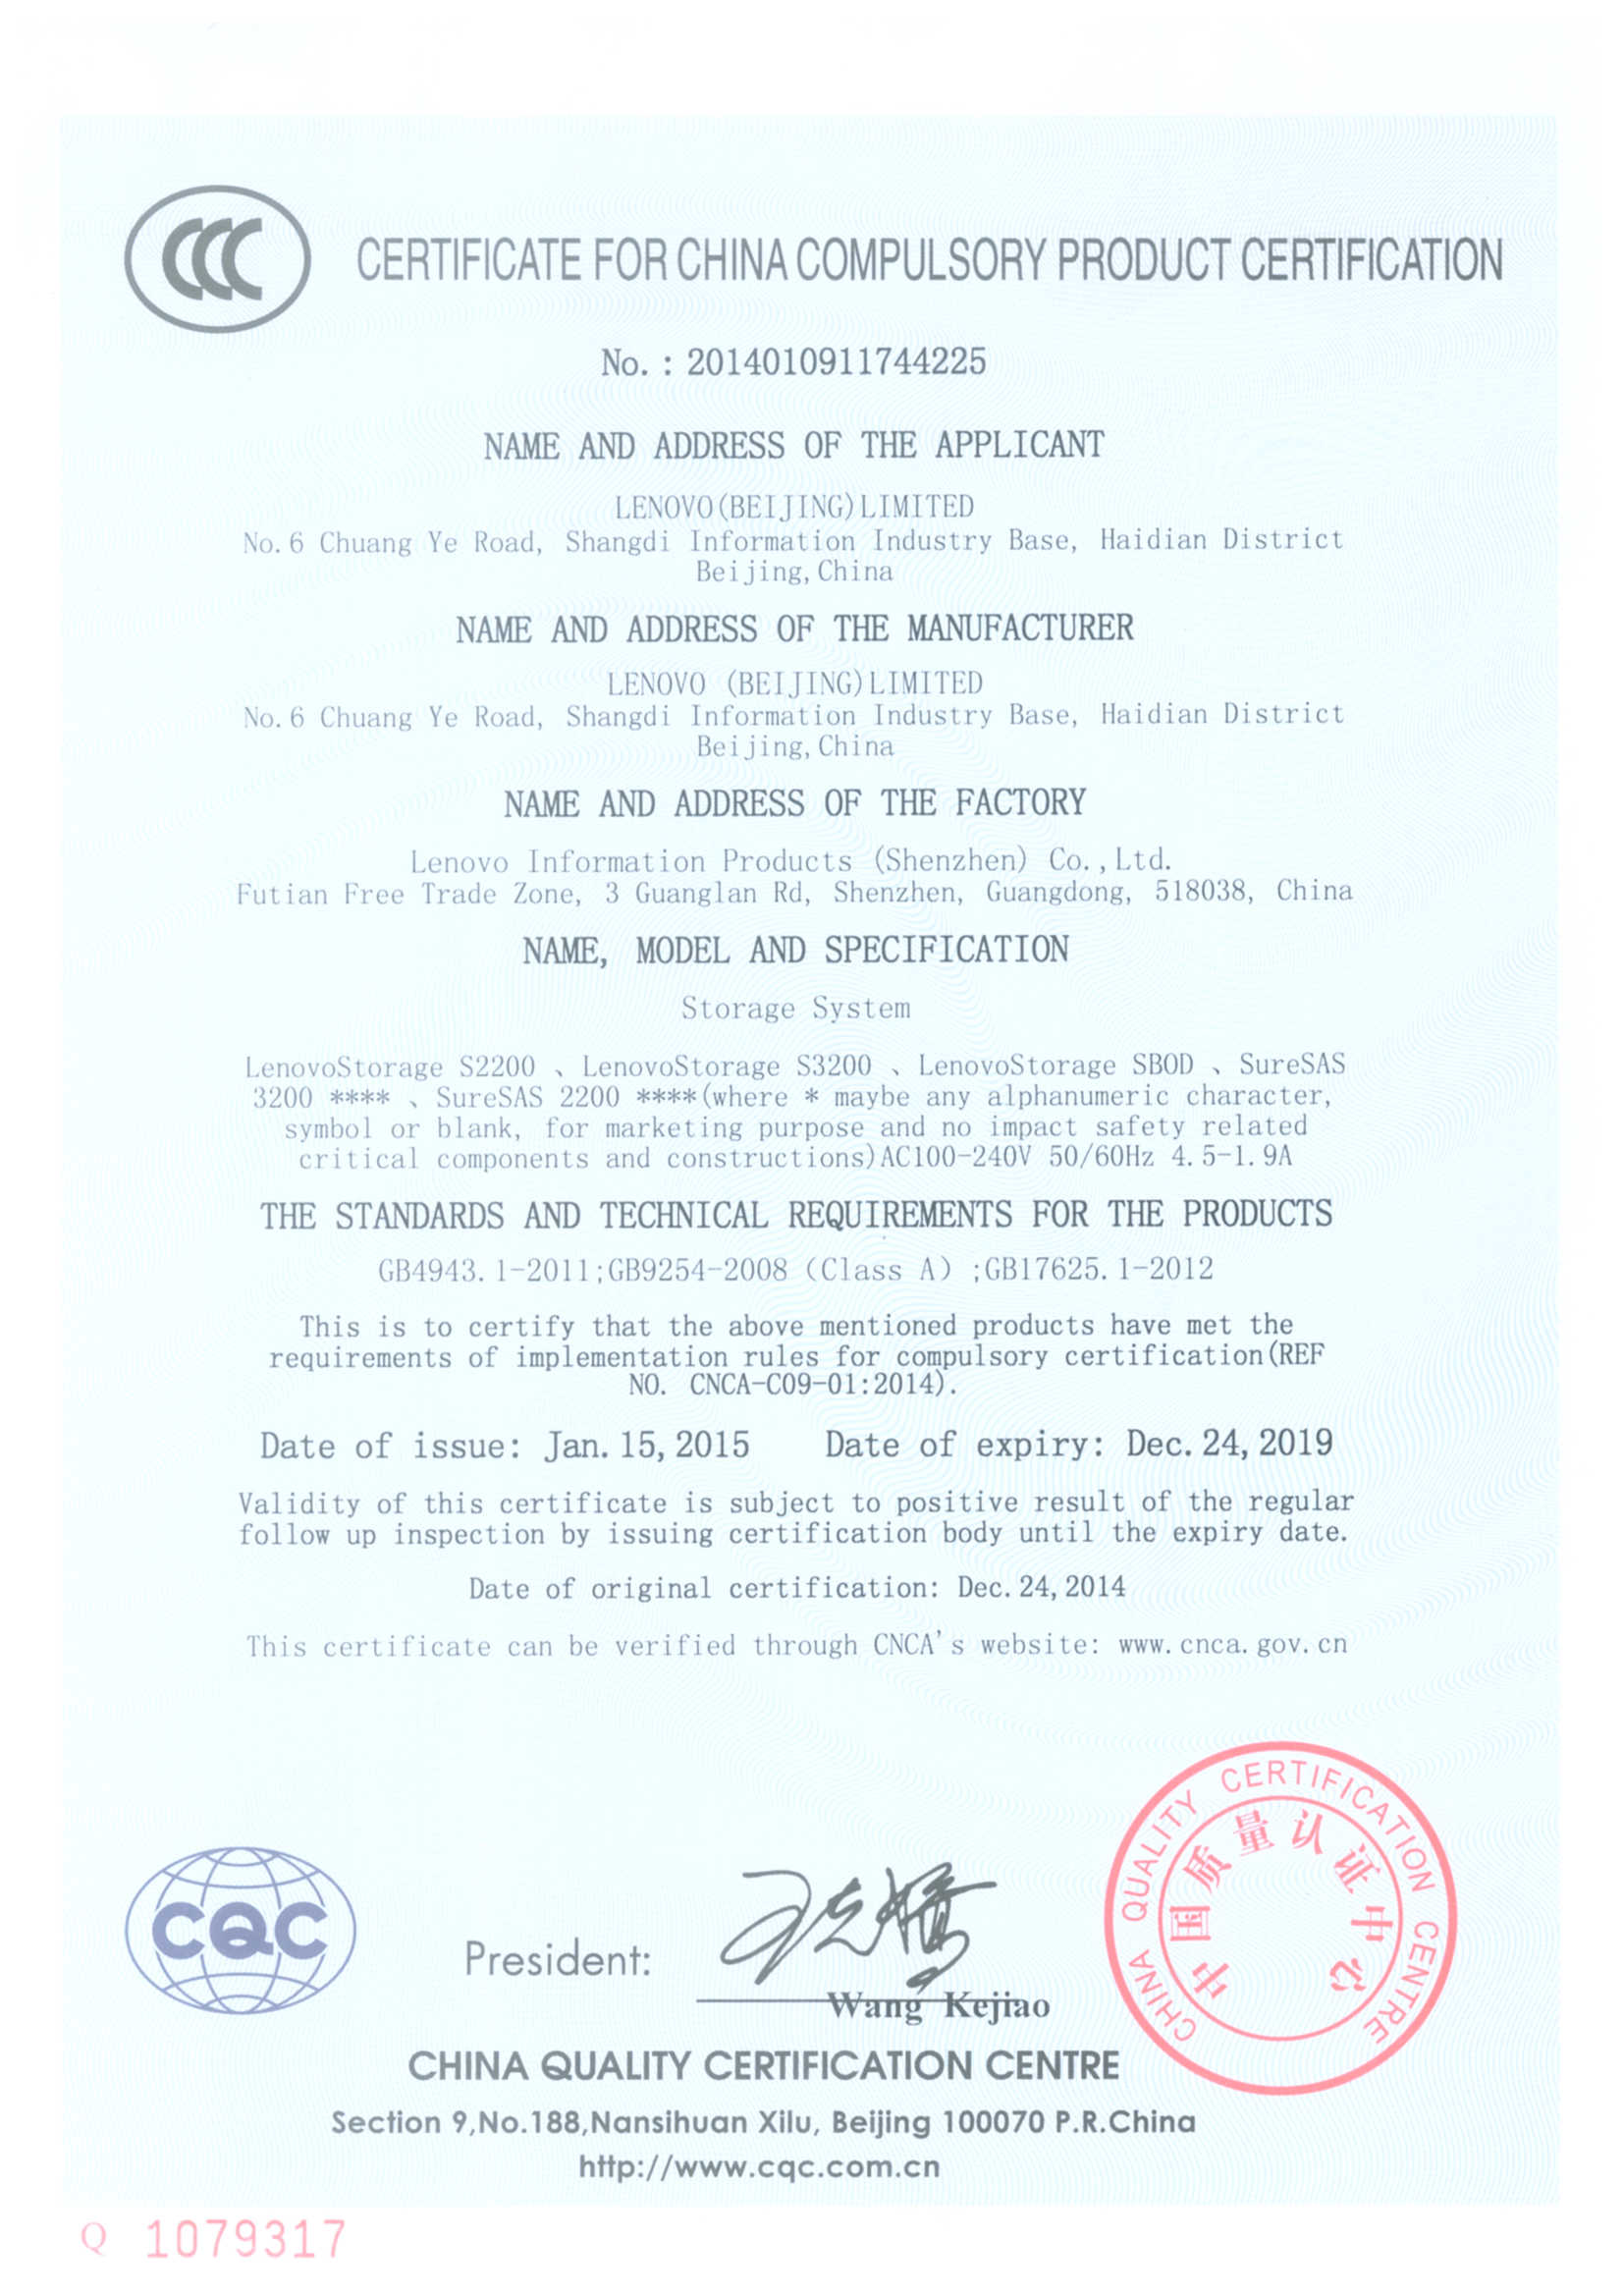 CCC
CERTIFICATE FOR CHINA COMPULSORY PRODUCT CERTIFICATION
No. : 2014010911744225
NAME AND ADDRESS OF THE APPLICANT
LENOVO(BEIJING)LIMITED
No.6 Chuang Ye Road, Shangdi Information Industry Base, Haidian District
Beijing,China
NAME AND ADDRESS OF THE MANUFACTURER
LENOVO (BEIJING)LIMITED
No.6 Chuang Ye Road, Shangdi Information Industry Base, Haidian District
Beijing,China
NAME AND ADDRESS OF THE FACTORY
Lenovo Information Products (Shenzhen) Co.,Ltd.
Futian Free Trade Zone, 3 Guanglan Rd, Shenzhen, Guangdong, 518038, China
NAME, MODEL AND SPECIFICATION
Storage System
LenovoStorage S2200 、LenovoStorage S3200 、LenovoStorage SBOD 、SureSAS
3200 **** 、SureSAS 2200 ****(where * maybe any alphanumeric character,
symbol or blank, for marketing purpose and no impact safety related
critical components and constructions)AC100-240V 50/60Hz 4.5-1.9A
THE STANDARDS AND TECHNICAL REQUIREMENTS FOR THE PRODUCTS
GB4943.1-2011;GB9254-2008 (Class A) ;GB17625.1-2012
This is to certify that the above mentioned products have met the
requirements of implementation rules for compulsory certification(REF
NO. CNCA-C09-01:2014).
Date of issue: Jan.15,2015 Date of expiry: Dec.24,2019
Validity of this certificate is subject to positive result of the regular
follow up inspection by issuing certification body until the expiry date.
Date of original certification: Dec.24,2014
This certificate can be verified through CNCA's website: www.cnca.gov.cn
CHINA QUALITY CERTIFICATION CENTRE
中国质量认证中心
CQC
President:
王克娇
Wang Kejiao
CHINA QUALITY CERTIFICATION CENTRE
Section 9,No.188,Nansihuan Xilu, Beijing 100070 P.R.China
http://www.cqc.com.cn
Q 1079317